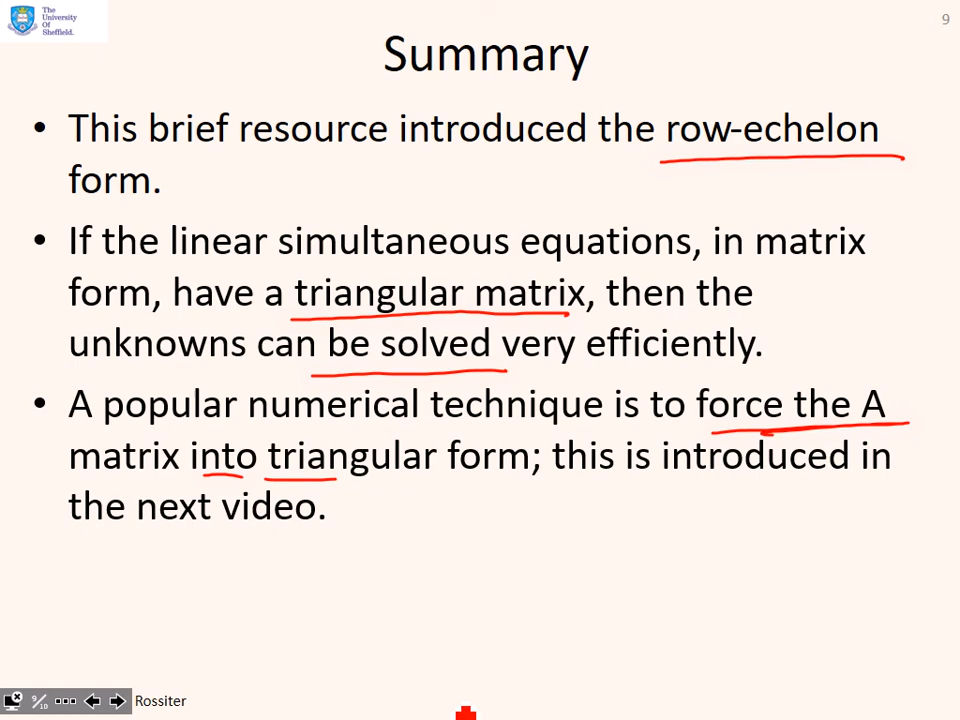 The
University
Of
Sheffield.
9
Summary
• This brief resource introduced the row-echelon
form.
• If the linear simultaneous equations, in matrix
form, have a triangular matrix, then the
unknowns can be solved very efficiently.
• A popular numerical technique is to force the A
matrix into triangular form; this is introduced in
the next video.
9/10
Rossiter